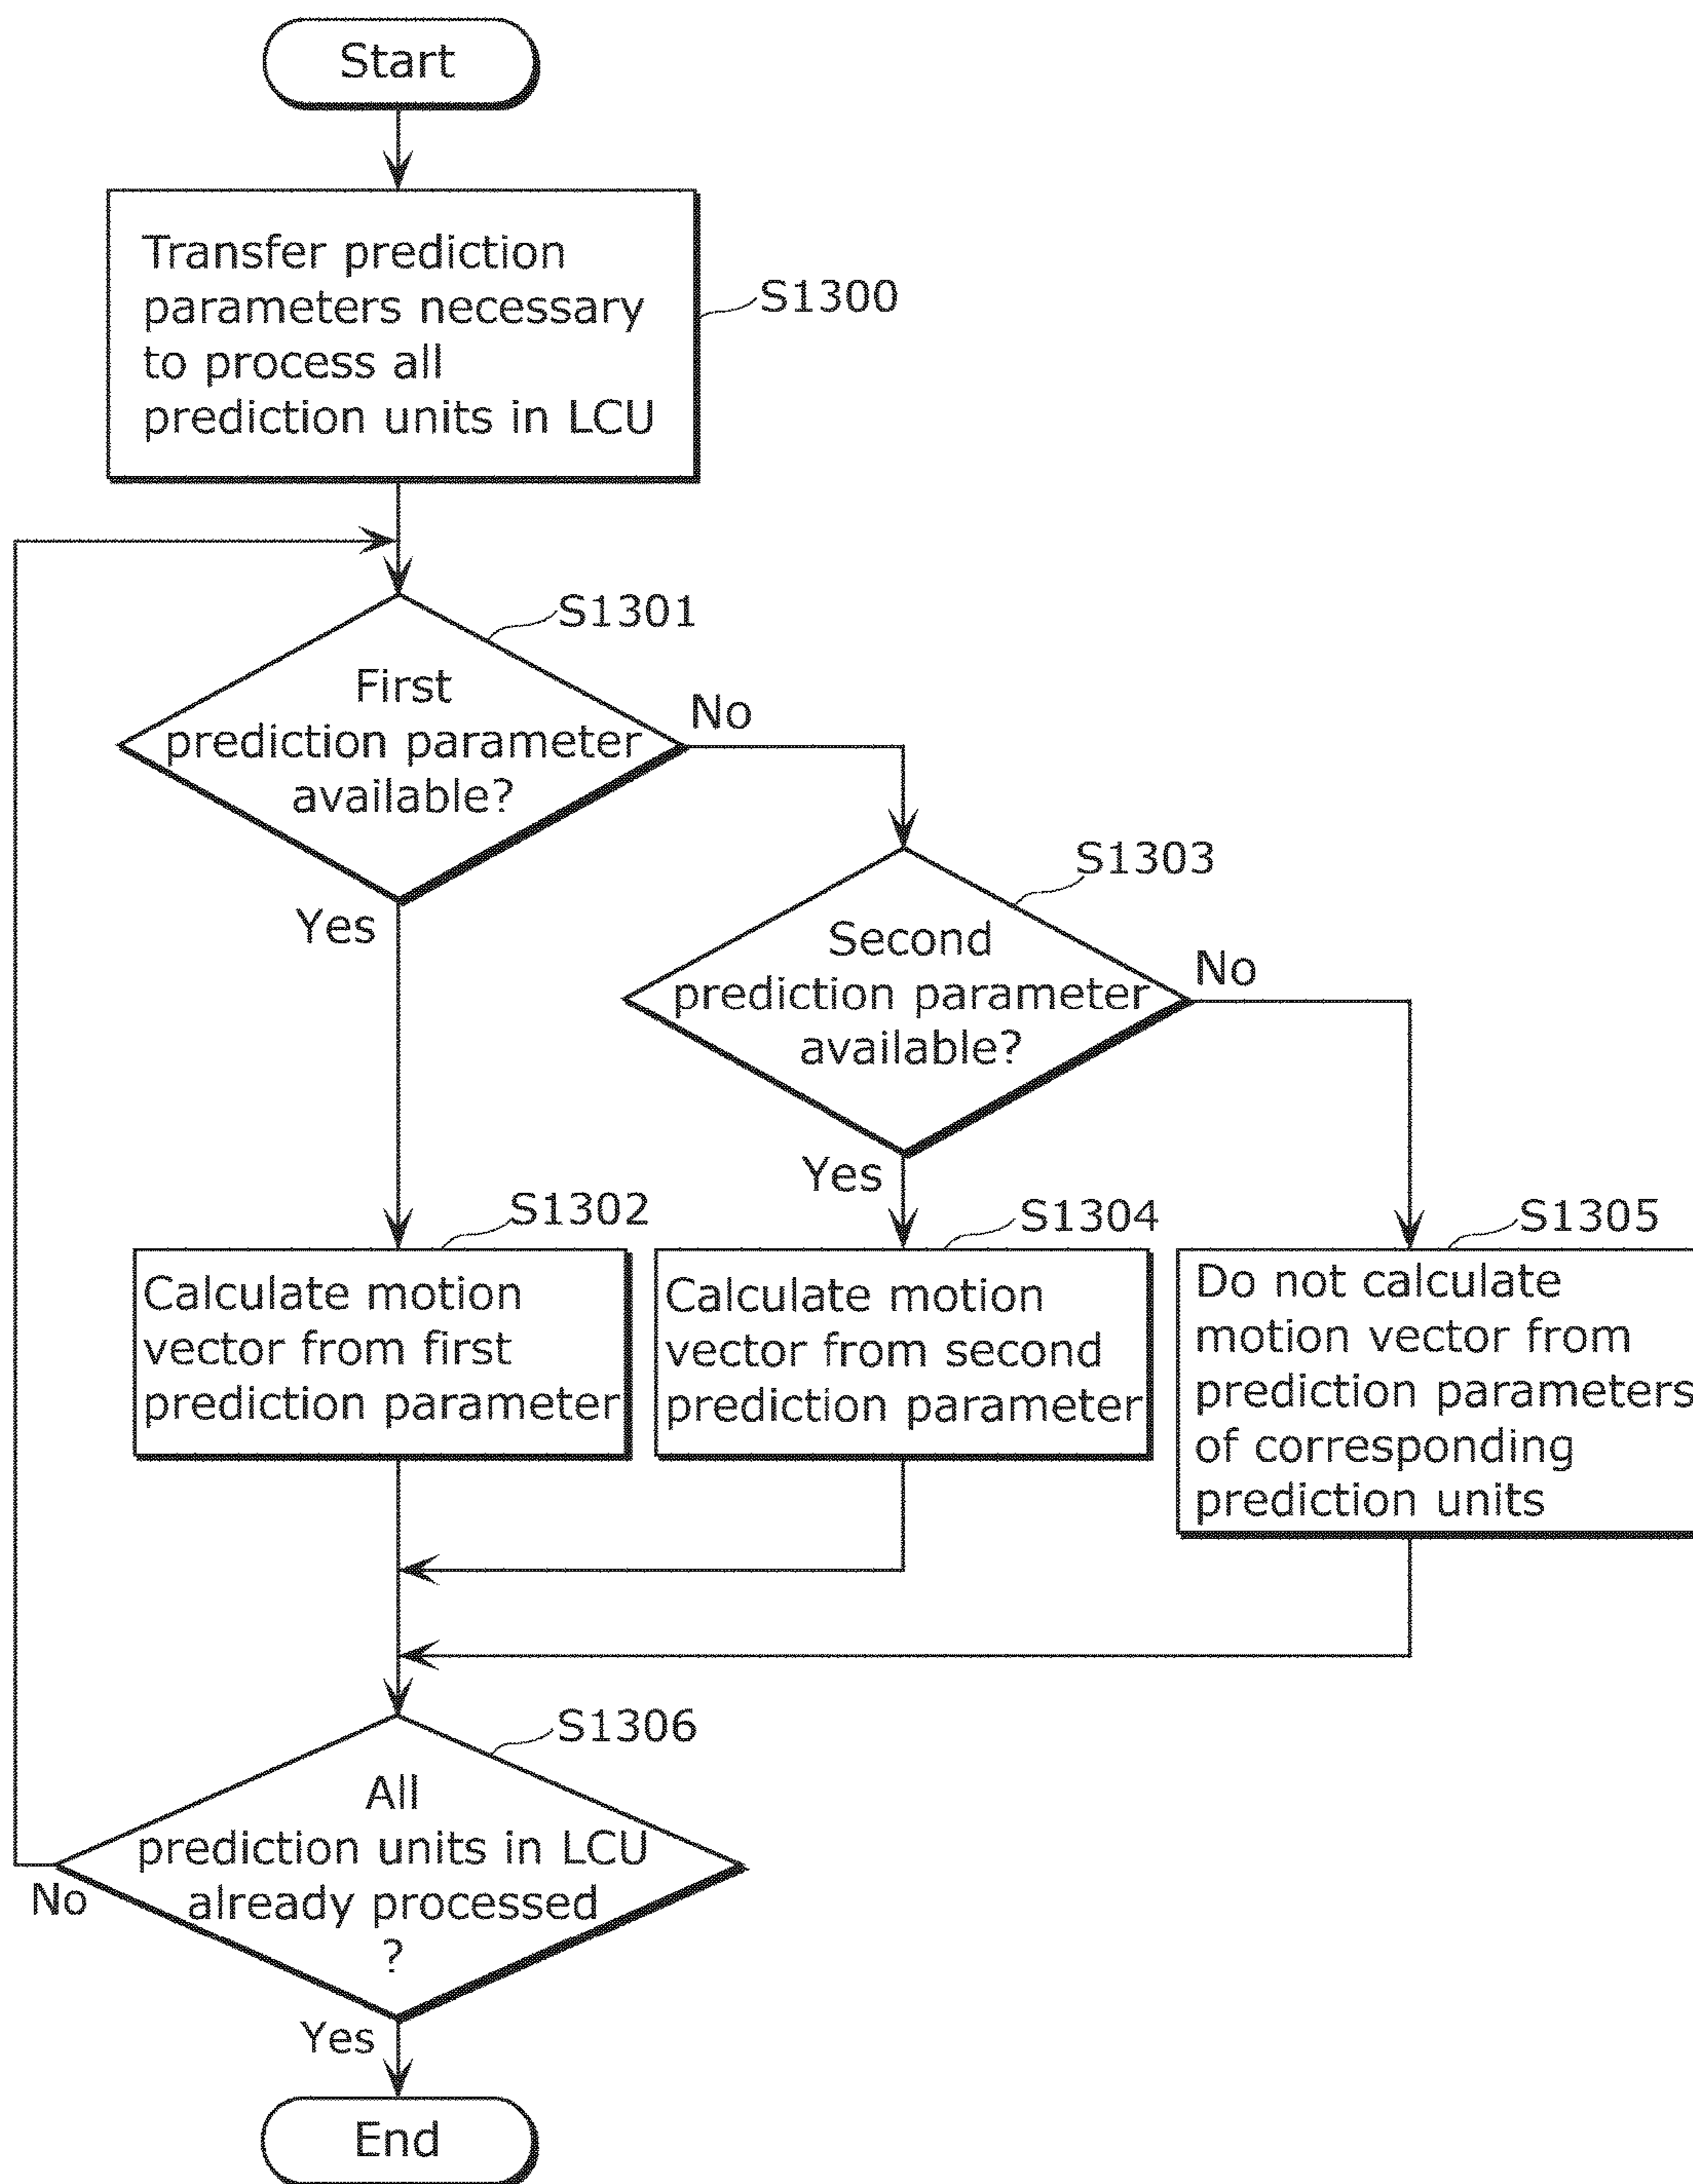 Start
Transfer prediction
parameters necessary
to process all
prediction units in LCU
S1300
S1301
First
prediction parameter
available?
No
Yes
S1303
Second
prediction parameter
available?
No
Yes
S1302
Calculate motion
vector from first
prediction parameter
S1304
Calculate motion
vector from second
prediction parameter
S1305
Do not calculate
motion vector from
prediction parameters
of corresponding
prediction units
S1306
All
prediction units in LCU
already processed
?
No
Yes
End